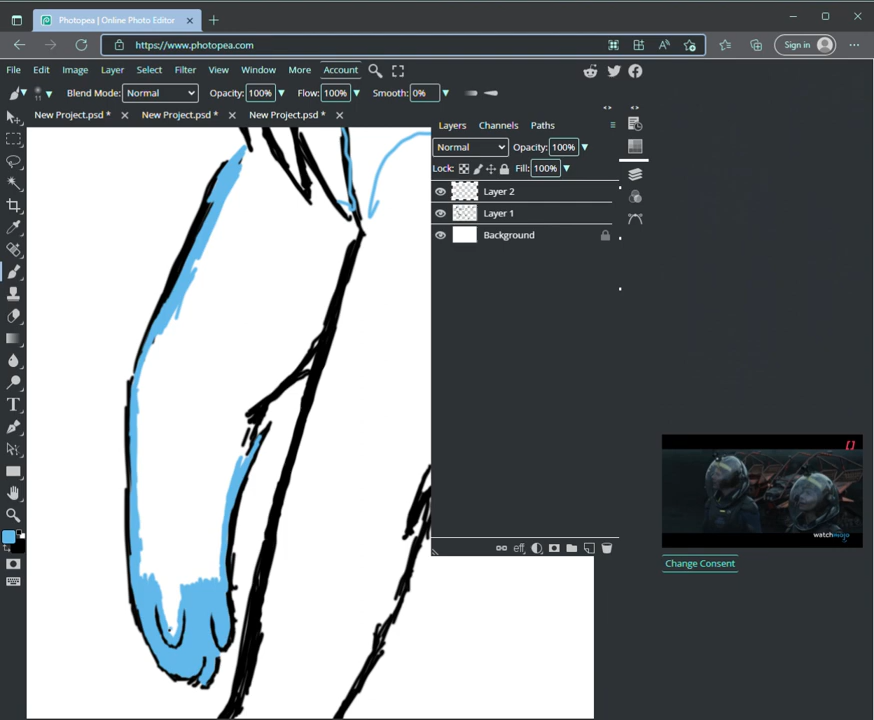 Photopea | Online Photo Editor
https://www.photopea.com
Sign in
File Edit Image Layer Select Filter View Window More Account
11 Blend Mode: Normal Opacity: 100% Flow: 100% Smooth: 0%
New Project.psd * New Project.psd * New Project.psd *
Layers Channels Paths
Normal Opacity: 100%
Lock: Fill: 100%
Layer 2
Layer 1
Background
eff
watchmojo
Change Consent